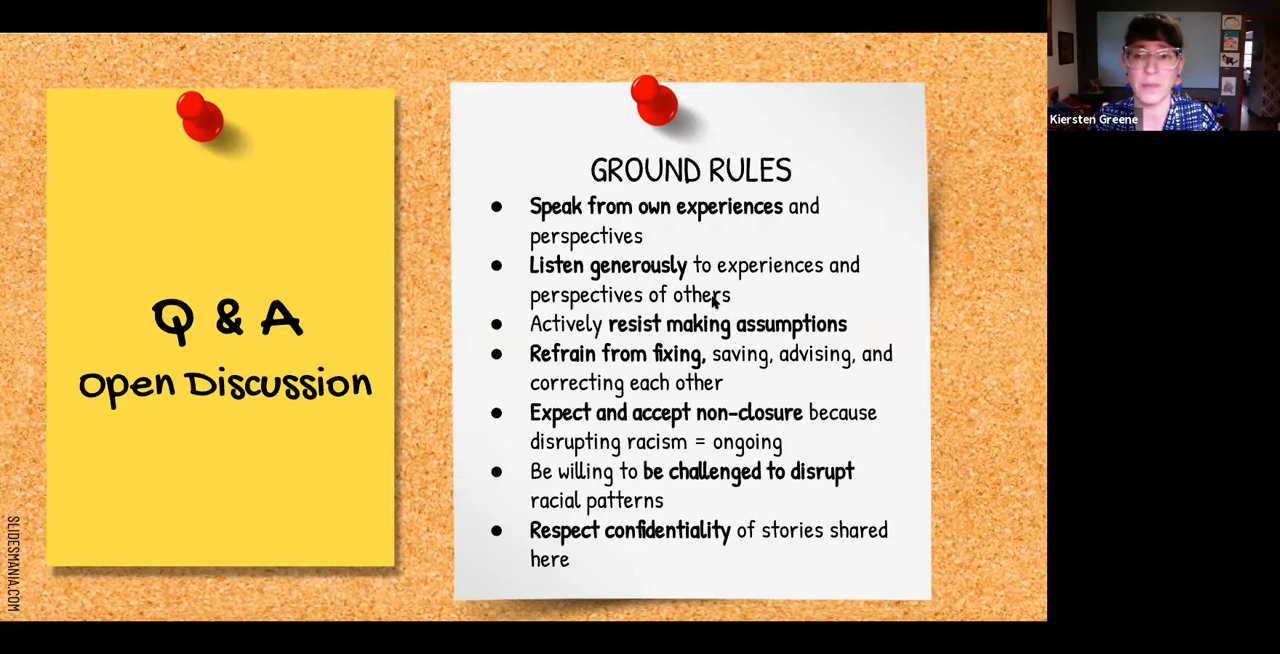 Q & A
Open Discussion
GROUND RULES
● Speak from own experiences and
perspectives
● Listen generously to experiences and
perspectives of others
● Actively resist making assumptions
● Refrain from fixing, saving, advising, and
correcting each other
● Expect and accept non-closure because
disrupting racism = ongoing
● Be willing to be challenged to disrupt
racial patterns
● Respect confidentiality of stories shared
here
SLIDESMANIA.COM
Kiersten Greene